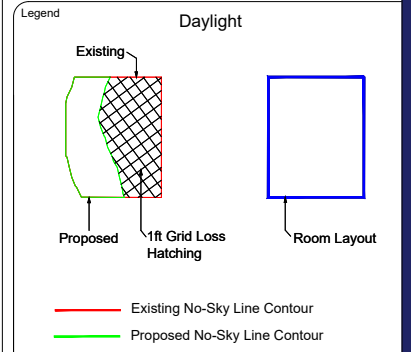 Legend
Daylight
Existing
Proposed
1ft Grid Loss
Hatching
Room Layout
Existing No-Sky Line Contour
Proposed No-Sky Line Contour